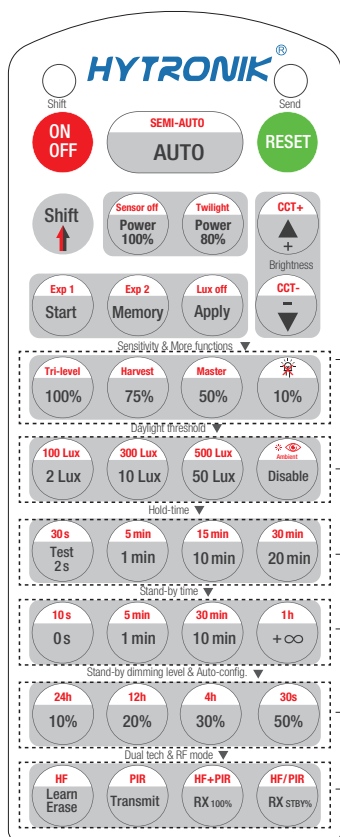 HYTRONIK®
Shift
Send
ON
OFF
SEMI-AUTO
AUTO
RESET
Shift
Sensor off
Power
100%
Twilight
Power
80%
CCT+
+
Brightness
CCT-
-
Exp 1
Start
Exp 2
Memory
Lux off
Apply
Sensitivity & More functions ▼
Tri-level
100%
Harvest
75%
Master
50%
10%
Daylight threshold ▼
100 Lux
2 Lux
300 Lux
10 Lux
500 Lux
50 Lux
Ambient
Disable
Hold-time ▼
30 s
Test
2 s
5 min
1 min
15 min
10 min
30 min
20 min
Stand-by time ▼
10 s
0 s
5 min
1 min
30 min
10 min
1h
+∞
Stand-by dimming level & Auto-config. ▼
24h
10%
12h
20%
4h
30%
30s
50%
Dual tech & RF mode ▼
HF
Learn
Erase
PIR
Transmit
HF+PIR
RX 100%
HF/PIR
RX STBY%